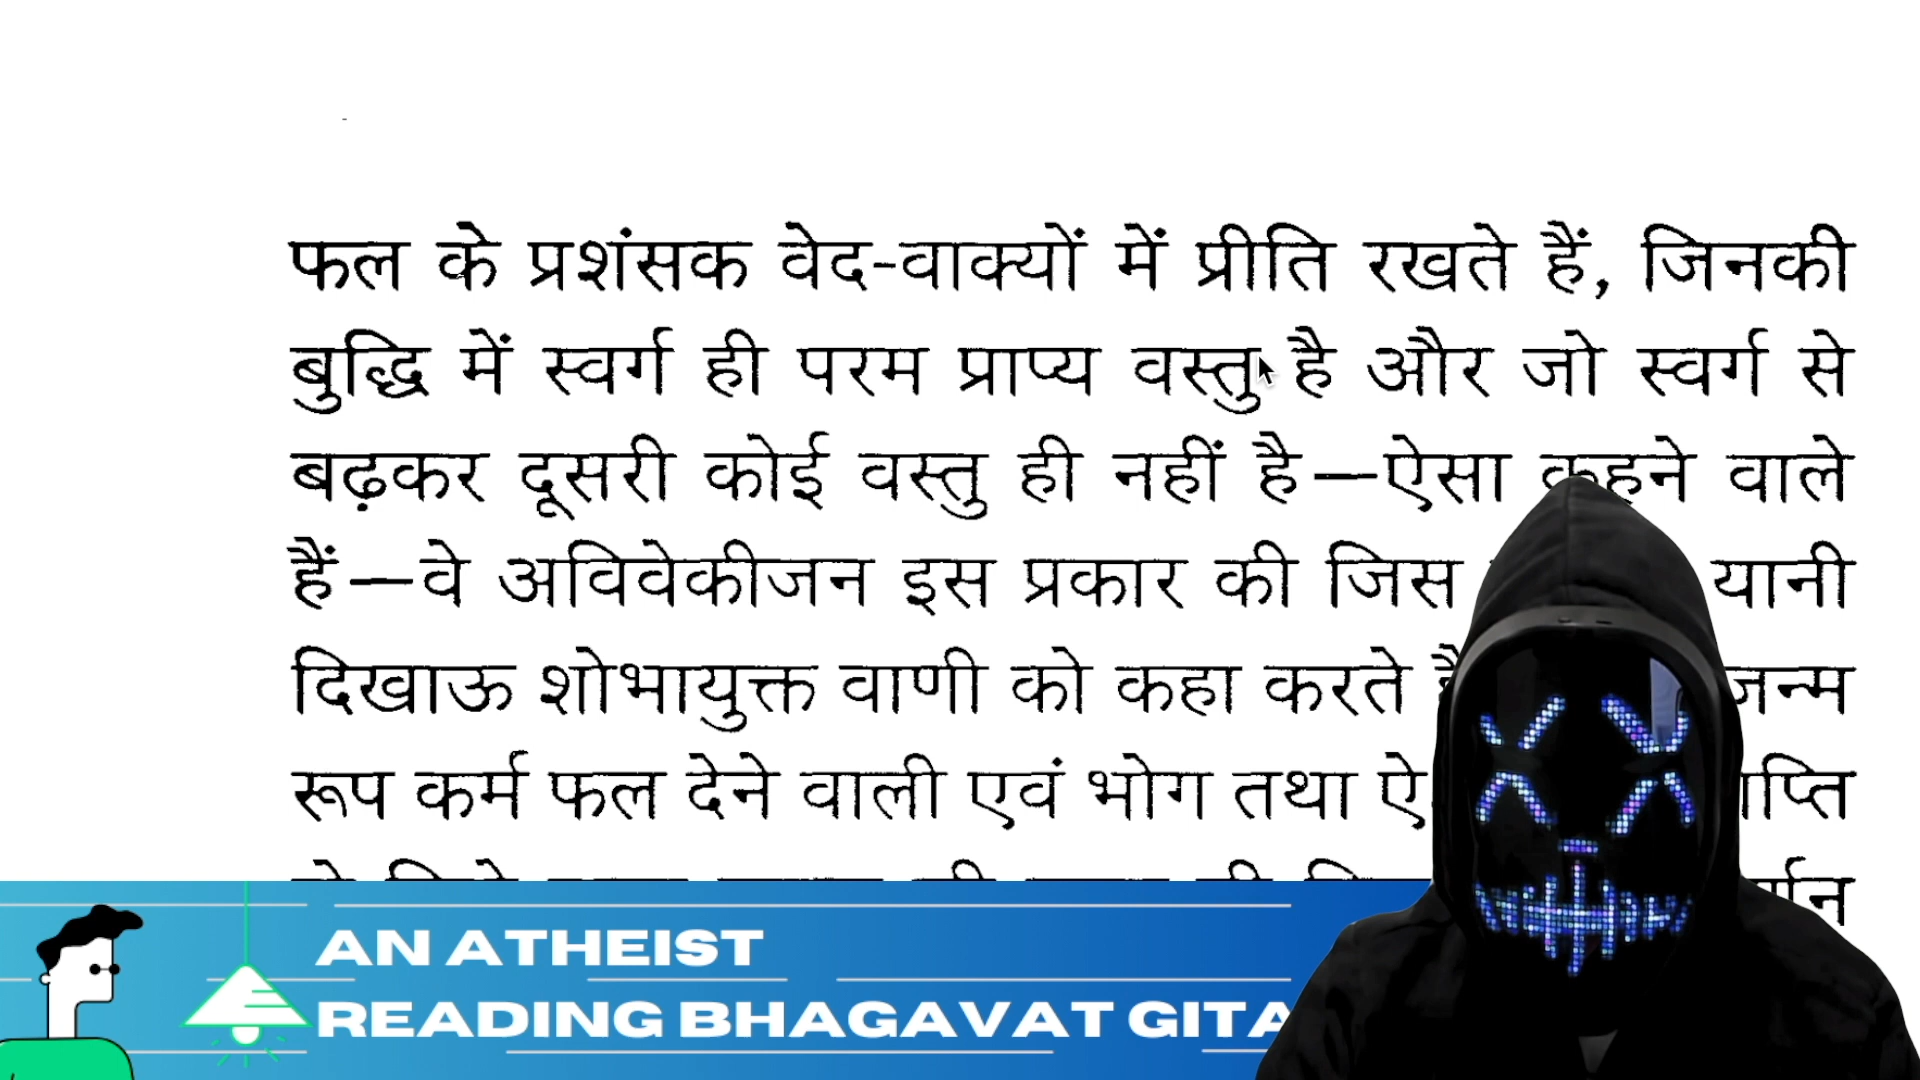 फल के प्रशंसक वेद-वाक्यों में प्रीति रखते हैं, जिनकी
बुद्धि में स्वर्ग ही परम प्राप्य वस्तु है और जो स्वर्ग से
बढ़कर दूसरी कोई वस्तु ही नहीं है—ऐसा कहने वाले
हैं—वे अविवेकीजन इस प्रकार की जिस यानी
दिखाऊ शोभायुक्त वाणी को कहा करते जन्म
रूप कर्म फल देने वाली एवं भोग तथा
AN ATHEIST
READING BHAGAVAT GITA